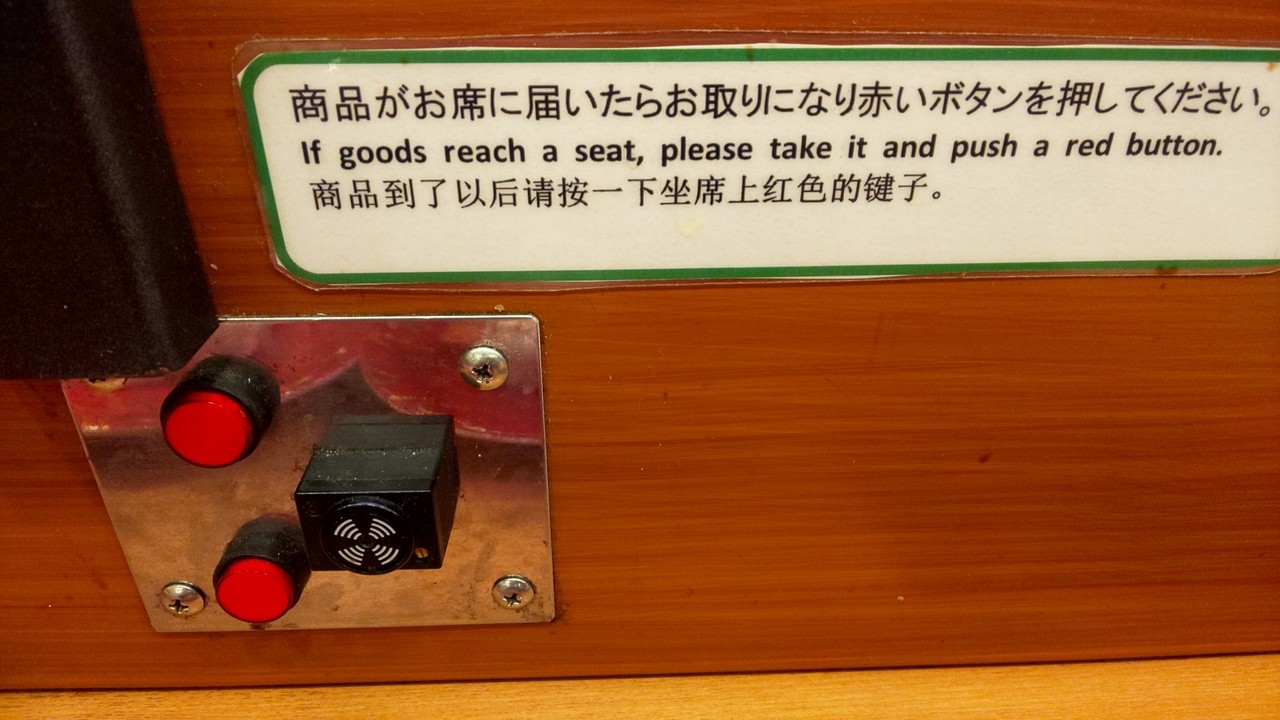 商品がお席に届いたらお取りになり赤いボタンを押してください。
If goods reach a seat, please take it and push a red button.
商品到了以后请按一下坐席上红色的键子。